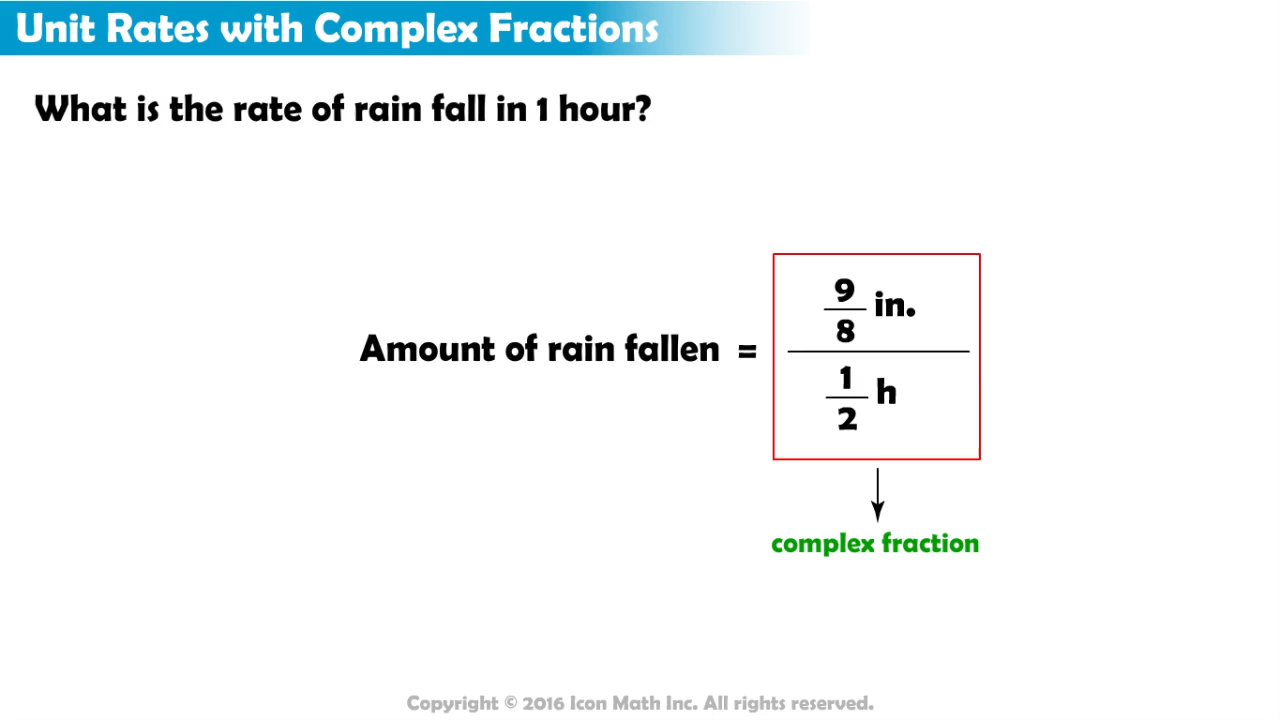 Unit Rates with Complex Fractions
What is the rate of rain fall in 1 hour?
9
8
in.
Amount of rain fallen =
1
2
h
complex fraction
Copyright © 2016 Icon Math Inc. All rights reserved.